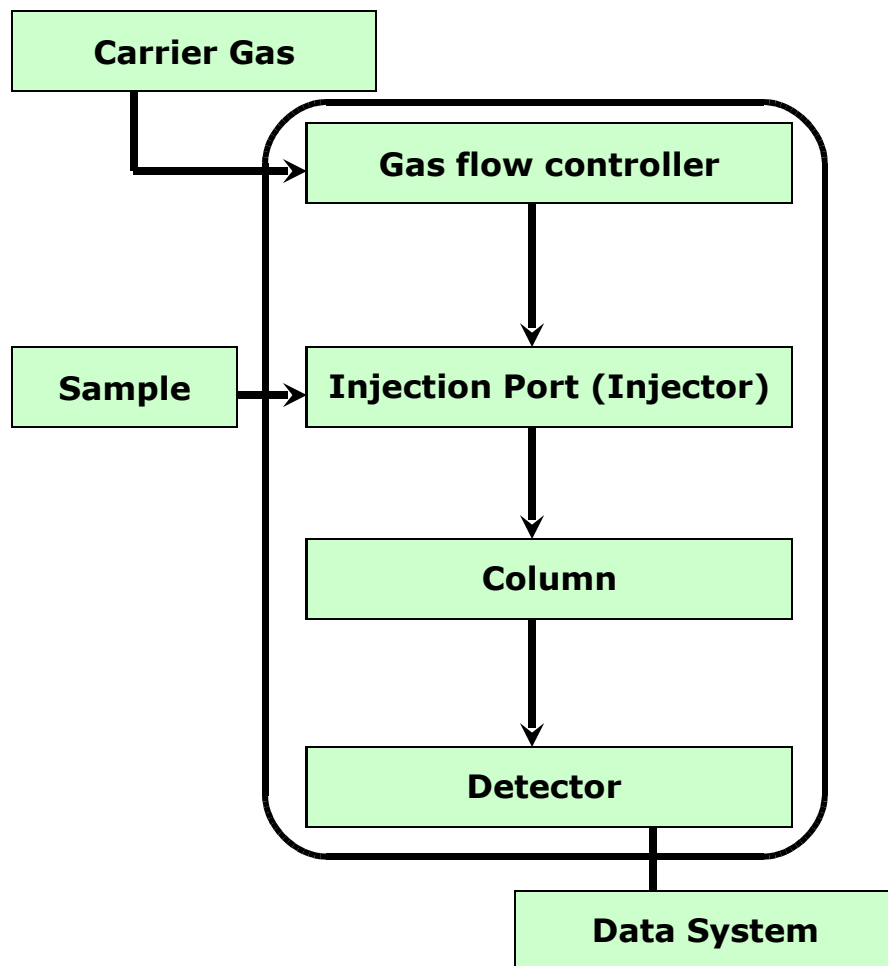 Carrier Gas
Gas flow controller
Sample
Injection Port (Injector)
Column
Detector
Data System